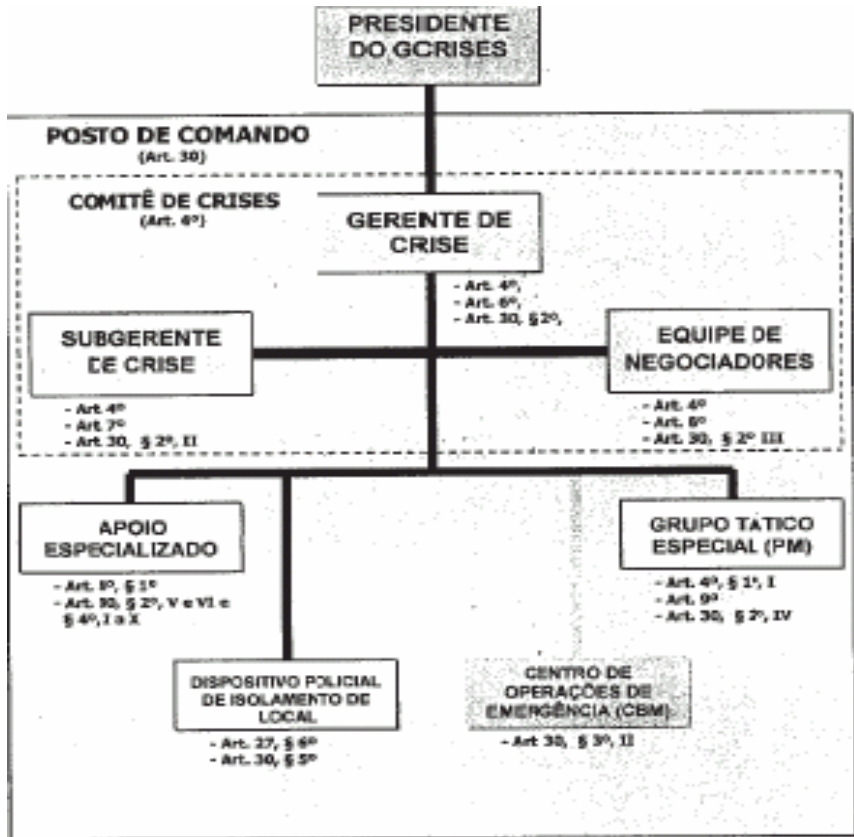 PRESIDENTE
DO GCRISES
POSTO DE COMANDO
(Art. 30)
COMITÊ DE CRISES
(Art. 4º)
GERENTE DE
CRISE
- Art. 4º,
- Art. 6º,
- Art. 30, §2º,
SUBGERENTE
DE CRISE
- Art. 4º
- Art. 7º
- Art. 30, § 2º, II
EQUIPE DE
NEGOCIADORES
- Art. 4º
- Art. 8º
- Art. 30, § 2º III
APOIO
ESPECIALIZADO
- Art. § 1º
- Art. 30, § 2º, V e VI e
§ 4º, I a X
GRUPO TÁTICO
ESPECIAL (PM)
- Art. 4º, § 1º, I
- Art. 9º
- Art. 30, § 2º, IV
DISPOSITIVO POLICIAL
DE ISOLAMENTO DE
LOCAL
- Art. 27, § 6º
- Art. 30, § 5º
CENTRO DE
OPERAÇÕES DE
EMERGÊNCIA (CBM)
- Art 30, § 3º, II